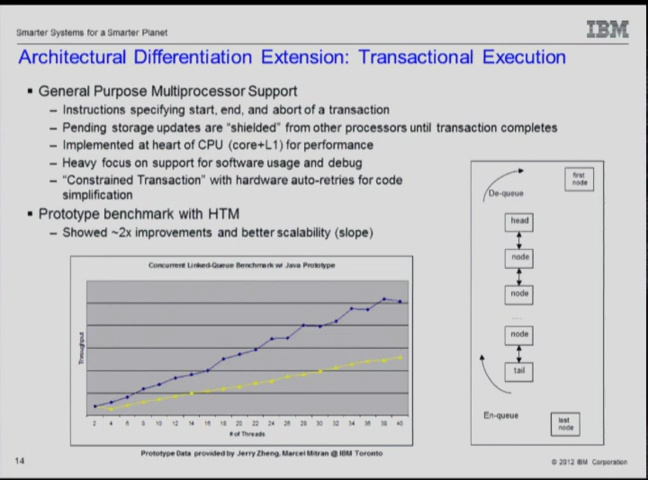 Smarter Systems for a Smarter Planet
IBM
Architectural Differentiation Extension: Transactional Execution
▪ General Purpose Multiprocessor Support
– Instructions specifying start, end, and abort of a transaction
– Pending storage updates are "shielded" from other processors until transaction completes
– Implemented at heart of CPU (core+L1) for performance
– Heavy focus on support for software usage and debug
– "Constrained Transaction" with hardware auto-retries for code
simplification
▪ Prototype benchmark with HTM
– Showed ~2x improvements and better scalability (slope)
Concurrent Linked-Queue Benchmark w/ Java Prototype
Throughput
2 4 6 8 10 12 14 16 18 20 22 24 26 28 30 32 34 36 38 40
# of Threads
Prototype Data provided by Jerry Zheng, Marcel Mitran @ IBM Toronto
first
node
De-queue
head
node
node
....
node
tail
En-queue
last
node
14
© 2012 IBM Corporation